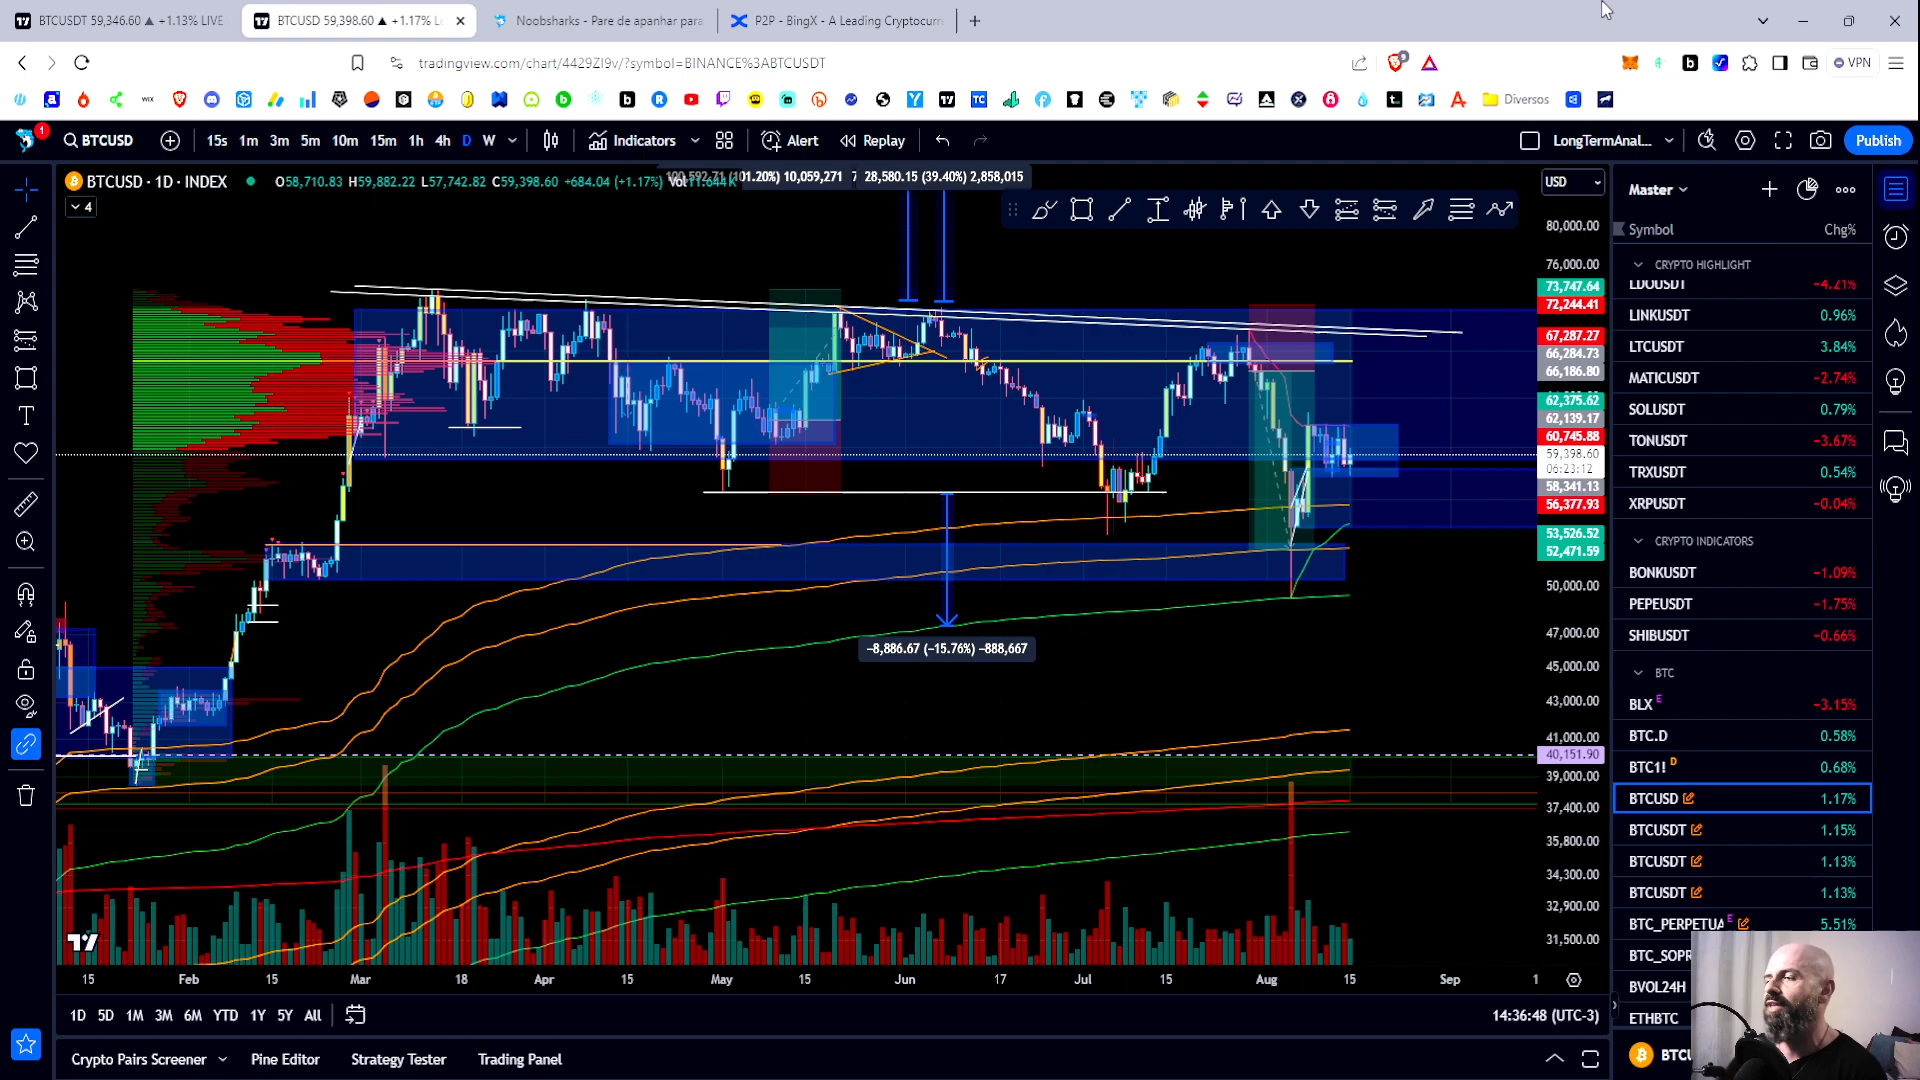 BTCUSDT 59,346.60 ▲ +1.13% LIVE
BTCUSD 59,398.60 ▲ +1.17%
Noobsharks - Pare de apanhar para
P2P - BingX - A Leading Cryptocurr
tradingview.com/chart/4429ZI9v/?symbol=BINANCE%3ABTCUSDT
VPN
Diversos
BTCUSD
15s 1m 3m 5m 10m 15m 1h 4h D W
Indicators
Alert
Replay
LongTermAnal...
Publish
BTCUSD · 1D · INDEX
O58,710.83 H59,882.22 L57,742.82 C59,398.60 +684.04 (+1.17%)
4
28,580.15 (39.40%) 2,858,015
USD
80,000.00
76,000.00
73,747.64
72,244.41
67,287.27
66,284.73
66,186.80
62,375.62
62,139.17
60,745.88
59,398.60
06:23:12
58,341.13
56,377.93
53,526.52
52,471.59
50,000.00
47,000.00
45,000.00
43,000.00
41,000.00
40,151.90
39,000.00
37,400.00
35,800.00
34,300.00
32,900.00
31,500.00
−8,886.67 (−15.76%) −888,667
15 Feb 15 Mar 18 Apr 15 May 15 Jun 17 Jul 15 Aug 15 Sep 1
1D 5D 1M 3M 6M YTD 1Y 5Y All
14:36:48 (UTC-3)
Crypto Pairs Screener
Pine Editor
Strategy Tester
Trading Panel
Master
Symbol Chg%
CRYPTO HIGHLIGHT
LDOUSDT −4.21%
LINKUSDT 0.96%
LTCUSDT 3.84%
MATICUSDT −2.74%
SOLUSDT 0.79%
TONUSDT −3.67%
TRXUSDT 0.54%
XRPUSDT −0.04%
CRYPTO INDICATORS
BONKUSDT −1.09%
PEPEUSDT −1.75%
SHIBUSDT −0.66%
BTC
BLX E −3.15%
BTC.D 0.58%
BTC1! D 0.68%
BTCUSD 1.17%
BTCUSDT 1.15%
BTCUSDT 1.13%
BTCUSDT 1.13%
BTC_PERPETUA E 5.51%
BTC_SOPR
BVOL24H
ETHBTC